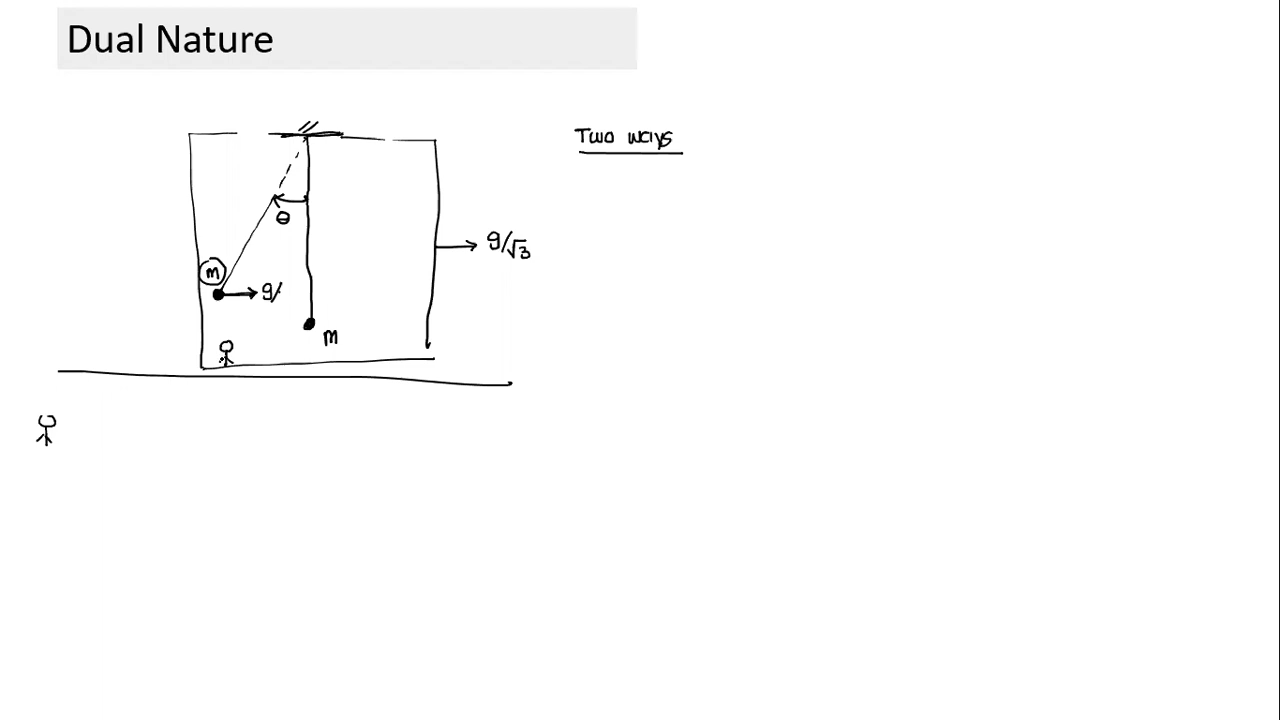 Dual Nature
Two ways
θ
g/√3
m
g/
m